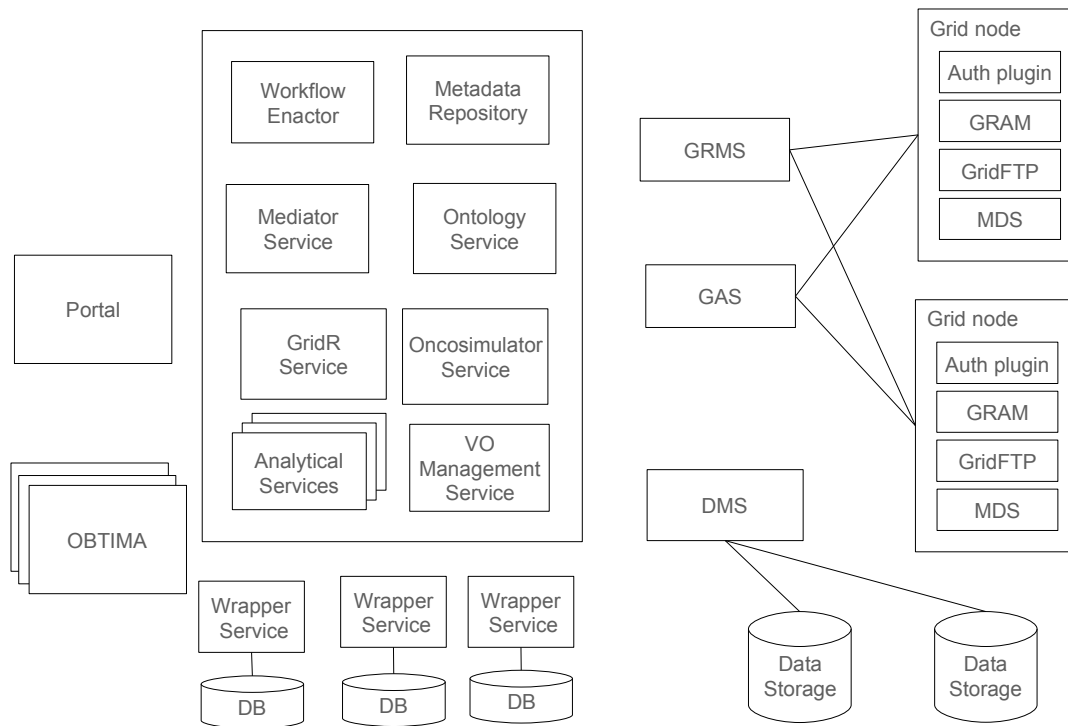 Portal
OBTIMA
Workflow
Enactor
Metadata
Repository
Mediator
Service
Ontology
Service
GridR
Service
Oncosimulator
Service
Analytical
Services
VO
Management
Service
Wrapper
Service
DB
Wrapper
Service
DB
Wrapper
Service
DB
GRMS
GAS
DMS
Data
Storage
Data
Storage
Grid node
Auth plugin
GRAM
GridFTP
MDS
Grid node
Auth plugin
GRAM
GridFTP
MDS